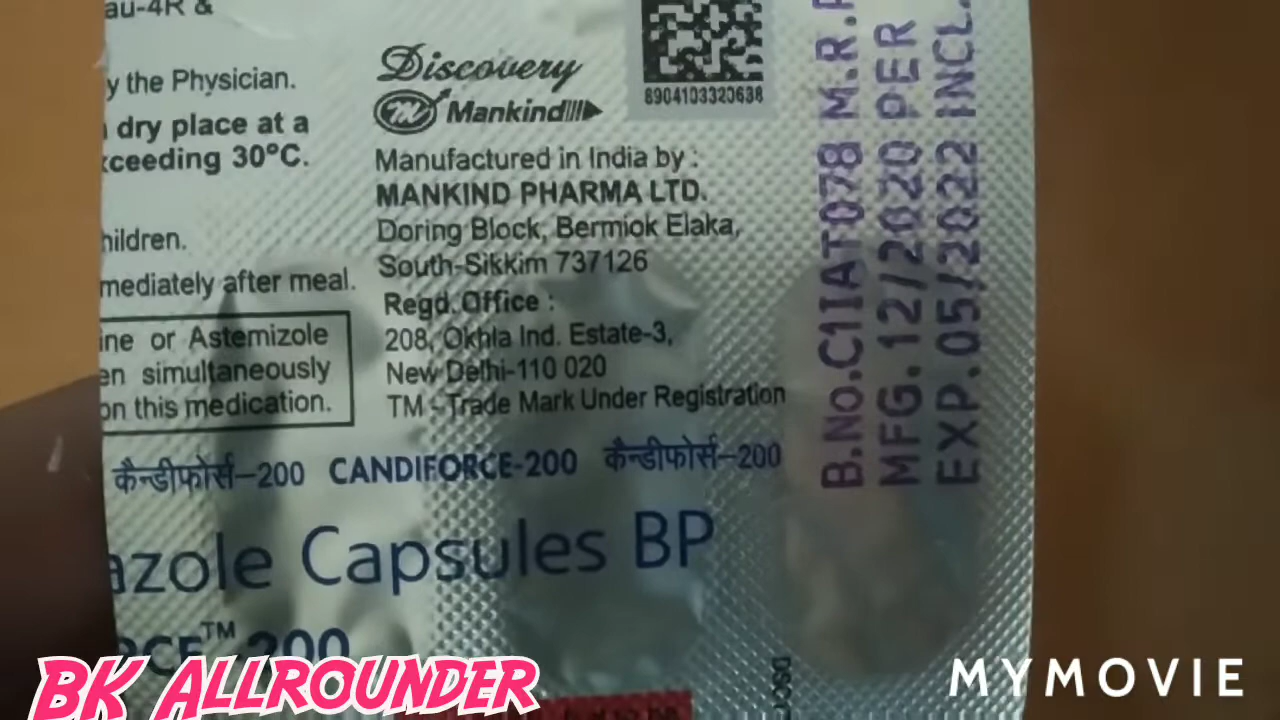 au-4R &
y the Physician.
dry place at a
xceeding 30°C.
hildren.
mediately after meal.
ine or Astemizole
en simultaneously
on this medication.
Discovery
Mankind
8904103320638
Manufactured in India by :
MANKIND PHARMA LTD.
Doring Block, Bermiok Elaka,
South-Sikkim 737126
Regd. Office :
208, Okhla Ind. Estate-3,
New Delhi-110 020
TM - Trade Mark Under Registration
B.No.C1IAT078 M.R.P
MFG.12/2020 PER
EXP.05/2022 INCL.
कैन्डीफोर्स–200 CANDIFORCE-200 कैन्डीफोर्स–200
azole Capsules BP
RCE™-200
BK ALLROUNDER
MYMOVIE